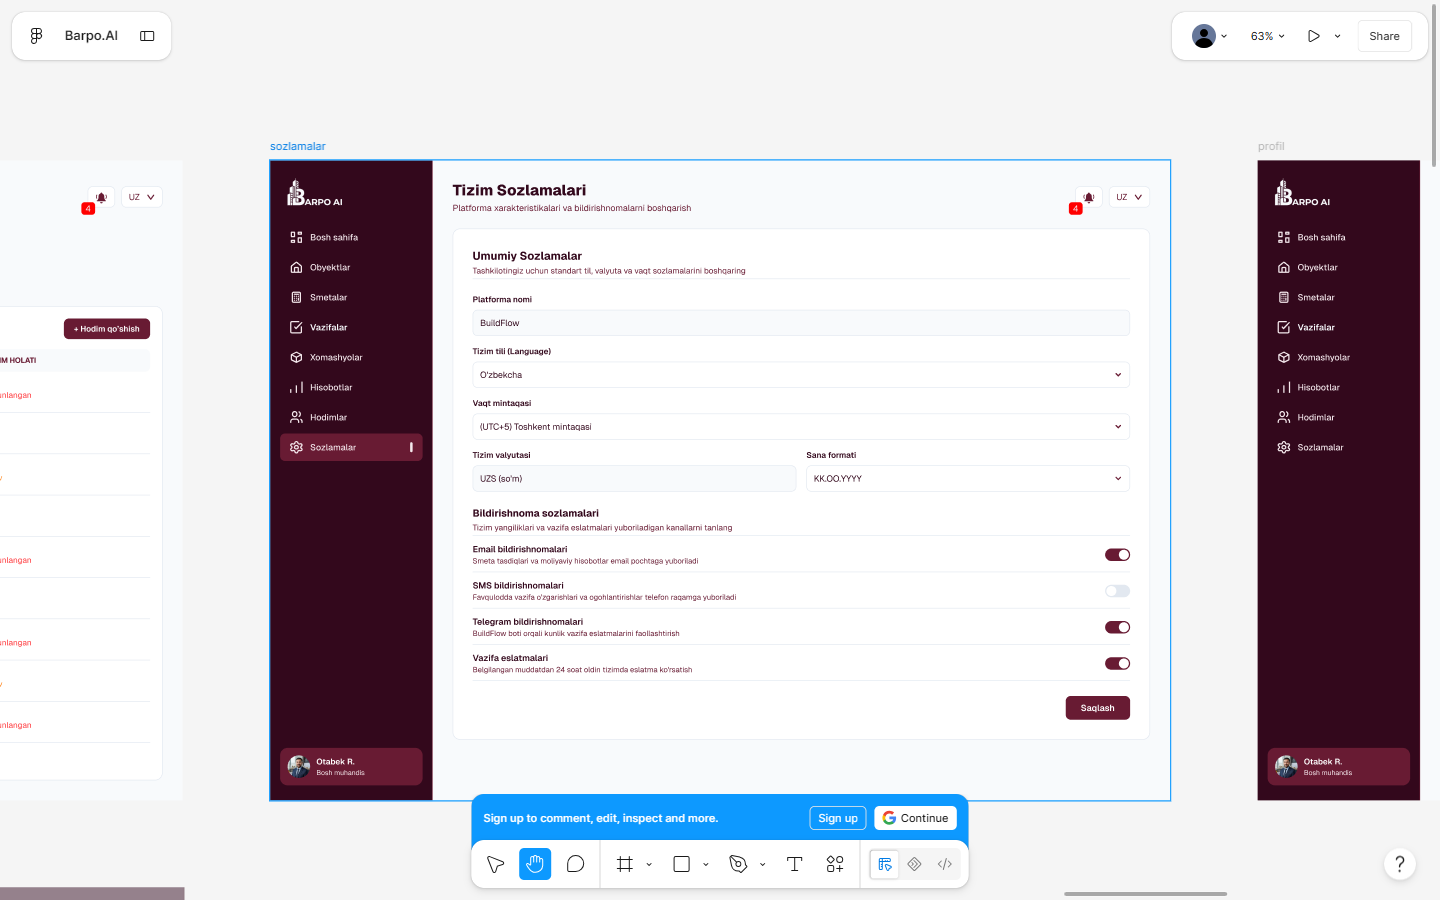 Barpo.AI
63%
Share
sozlamalar
profil
4
UZ
+ Hodim qo'shish
IM HOLATI
unlangan
unlangan
unlangan
unlangan
BARPO AI
Bosh sahifa
Obyektlar
Smetalar
Vazifalar
Xomashyolar
Hisobotlar
Hodimlar
Sozlamalar
Otabek R.
Bosh muhandis
Tizim Sozlamalari
Platforma xarakteristikalari va bildirishnomalarni boshqarish
4
UZ
Umumiy Sozlamalar
Tashkilotingiz uchun standart til, valyuta va vaqt sozlamalarini boshqaring
Platforma nomi
BuildFlow
Tizim tili (Language)
O'zbekcha
Vaqt mintaqasi
(UTC+5) Toshkent mintaqasi
Tizim valyutasi
Sana formati
UZS (so'm)
KK.OO.YYYY
Bildirishnoma sozlamalari
Tizim yangiliklari va vazifa eslatmalari yuboriladigan kanallarni tanlang
Email bildirishnomalari
Smeta tasdiqlari va moliyaviy hisobotlar email pochtaga yuboriladi
SMS bildirishnomalari
Favqulodda vazifa o'zgarishlari va ogohlantirishlar telefon raqamga yuboriladi
Telegram bildirishnomalari
BuildFlow boti orqali kunlik vazifa eslatmalarini faollashtirish
Vazifa eslatmalari
Belgilangan muddatdan 24 soat oldin tizimda eslatma ko'rsatish
Saqlash
BARPO AI
Bosh sahifa
Obyektlar
Smetalar
Vazifalar
Xomashyolar
Hisobotlar
Hodimlar
Sozlamalar
Otabek R.
Bosh muhandis
Sign up to comment, edit, inspect and more.
Sign up
Continue
?